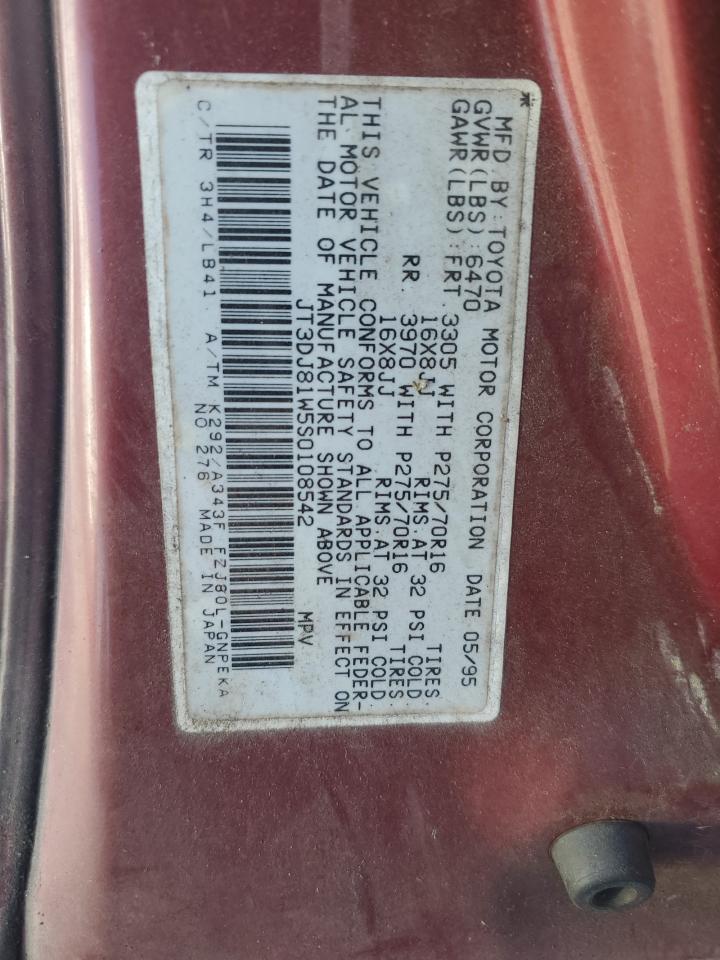 MFD.BY:TOYOTA MOTOR CORPORATION DATE 05/95
GVWR(LBS):6470
GAWR(LBS):FRT. 3305 WITH P275/70R16 TIRES.
16X8JJ RIMS.AT 32 PSI COLD
RR. 3970 WITH P275/70R16 TIRES.
16X8JJ RIMS.AT 32 PSI COLD.
THIS VEHICLE CONFORMS TO ALL APPLICABLE FEDER-
AL MOTOR VEHICLE SAFETY STANDARDS IN EFFECT ON
THE DATE OF MANUFACTURE SHOWN ABOVE
JT3DJ81W5S0108542 MPV
C/TR 3H4/LB41 A/TM K292/A343F FZJ80L-GNPEKA
NO 276 MADE IN JAPAN